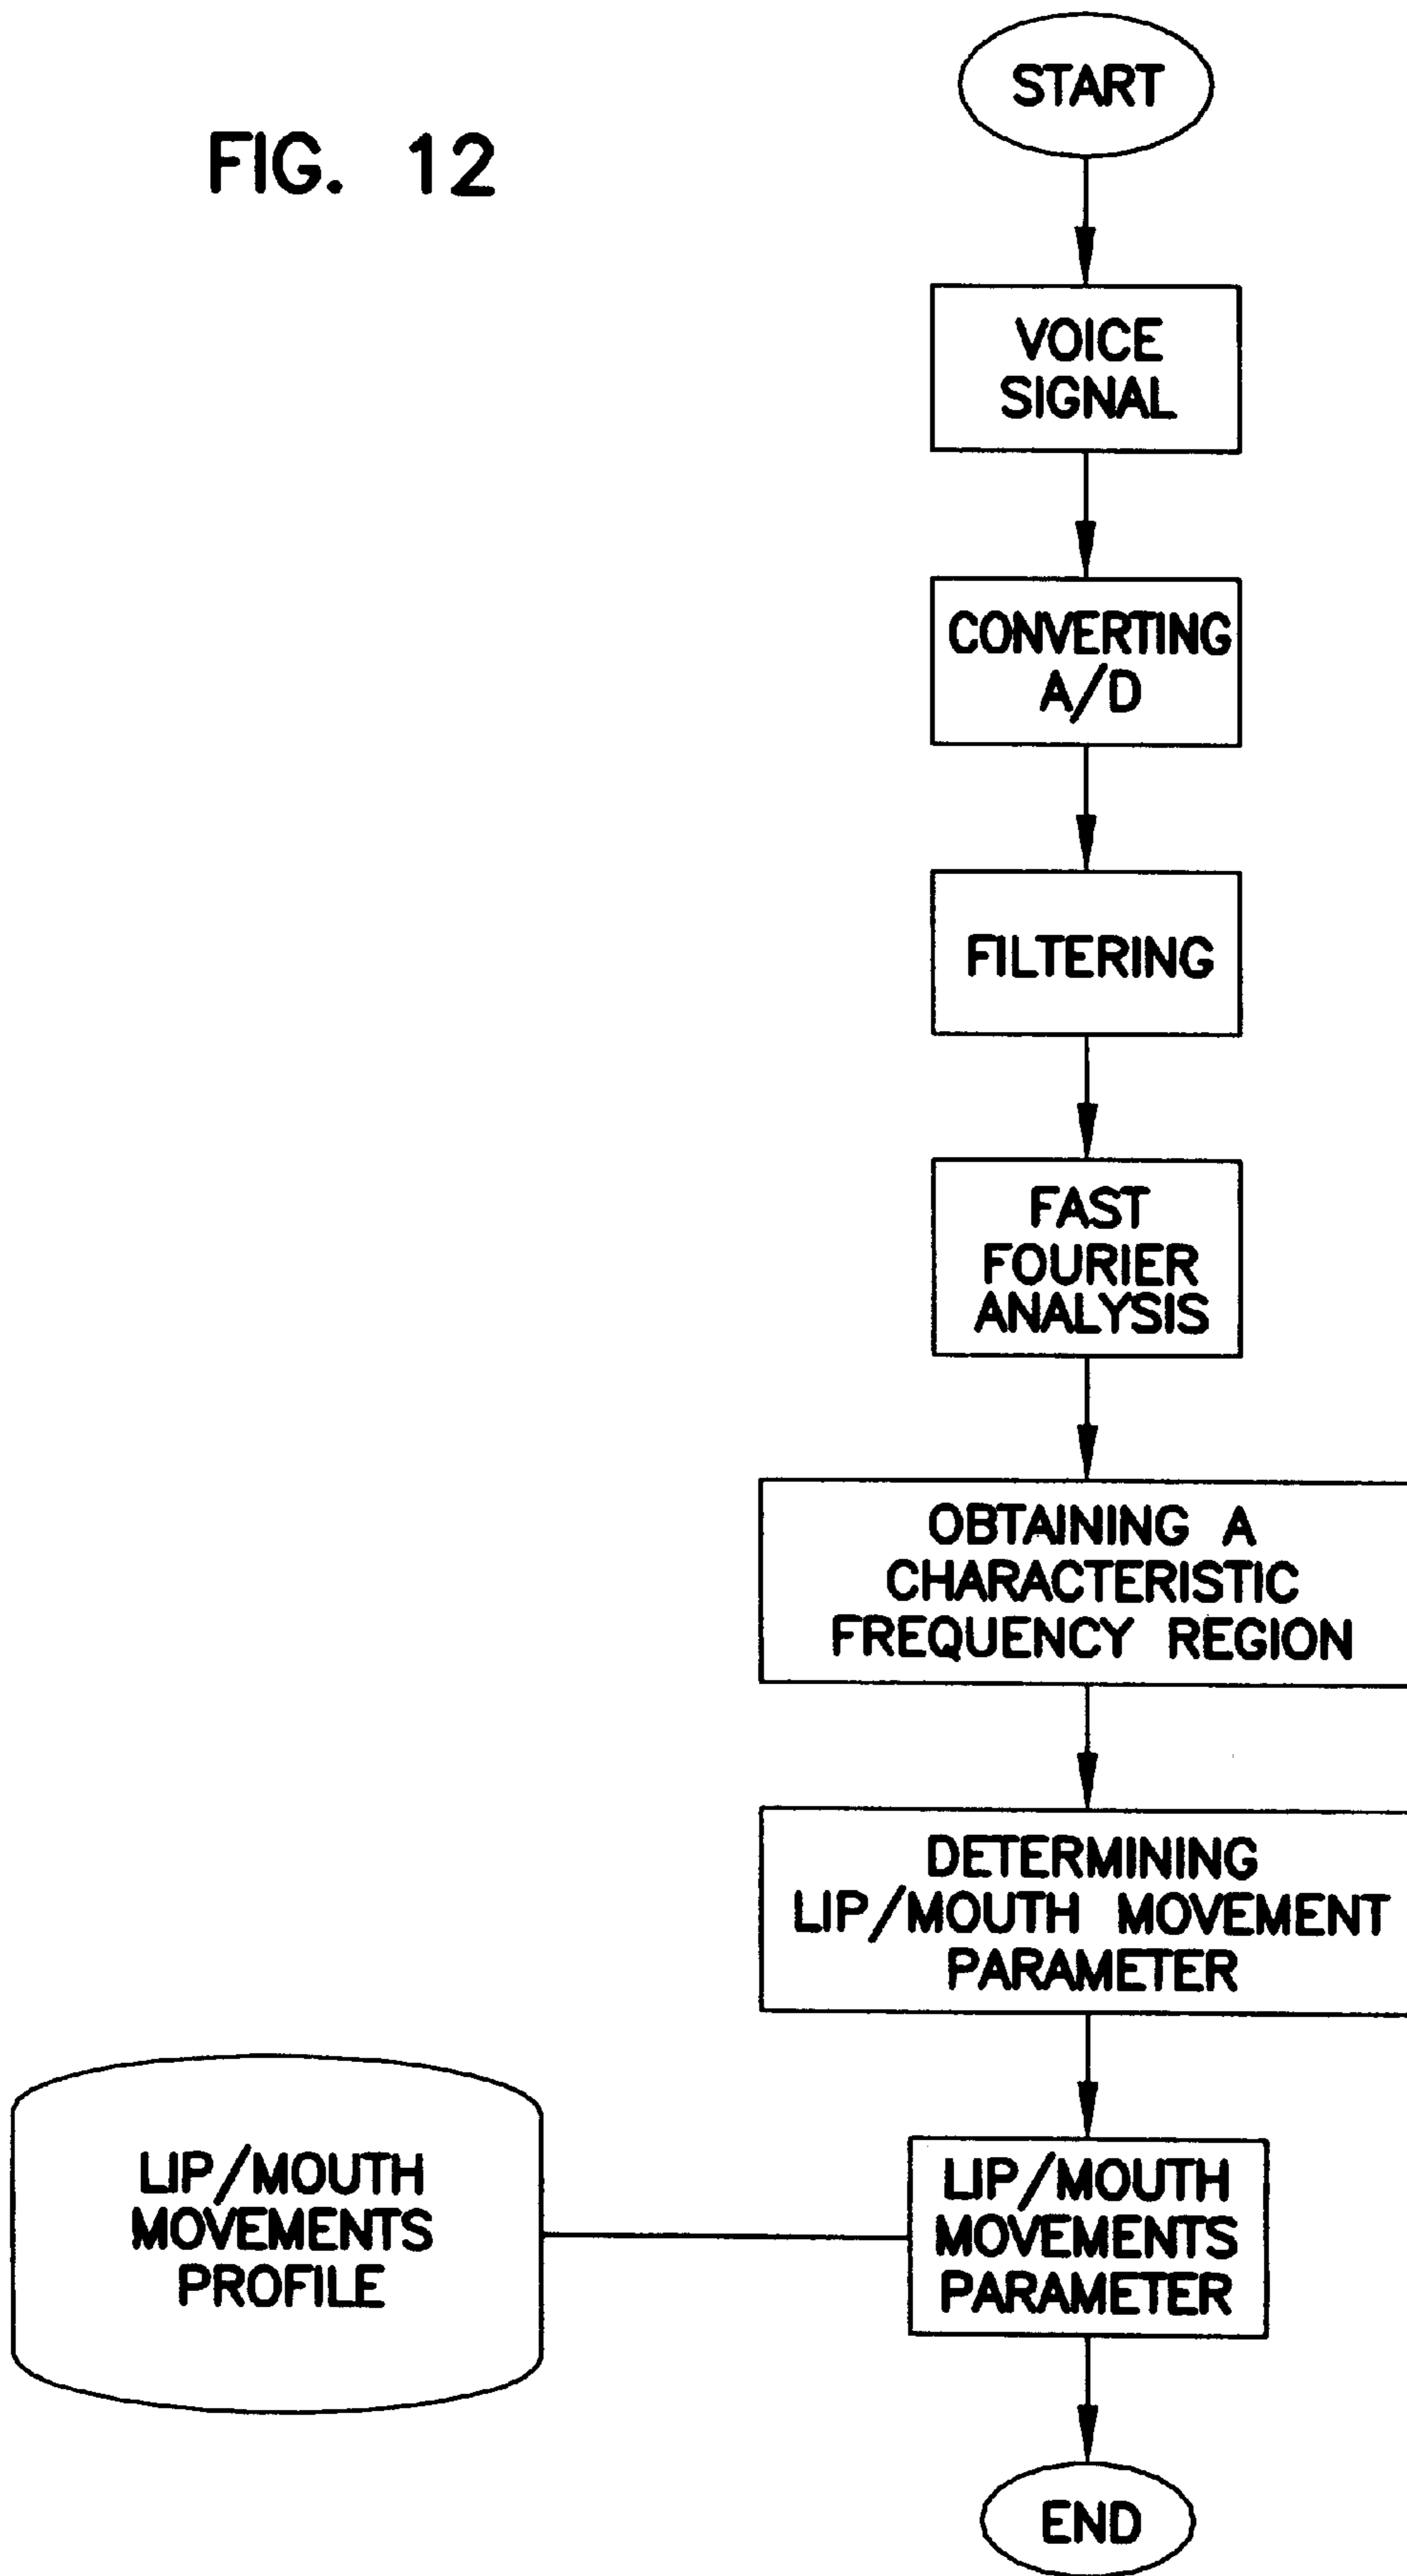 FIG. 12
START
VOICE
SIGNAL
CONVERTING
A/D
FILTERING
FAST
FOURIER
ANALYSIS
OBTAINING A
CHARACTERISTIC
FREQUENCY REGION
DETERMINING
LIP/MOUTH MOVEMENT
PARAMETER
LIP/MOUTH
MOVEMENTS
PROFILE
LIP/MOUTH
MOVEMENTS
PARAMETER
END